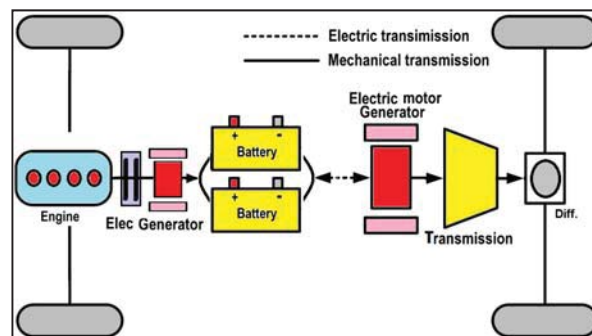 Electric transimission
Mechanical transmission
Electric motor
Generator
+ -
Battery
+ -
Battery
Engine
Elec Generator
Transmission
Diff.